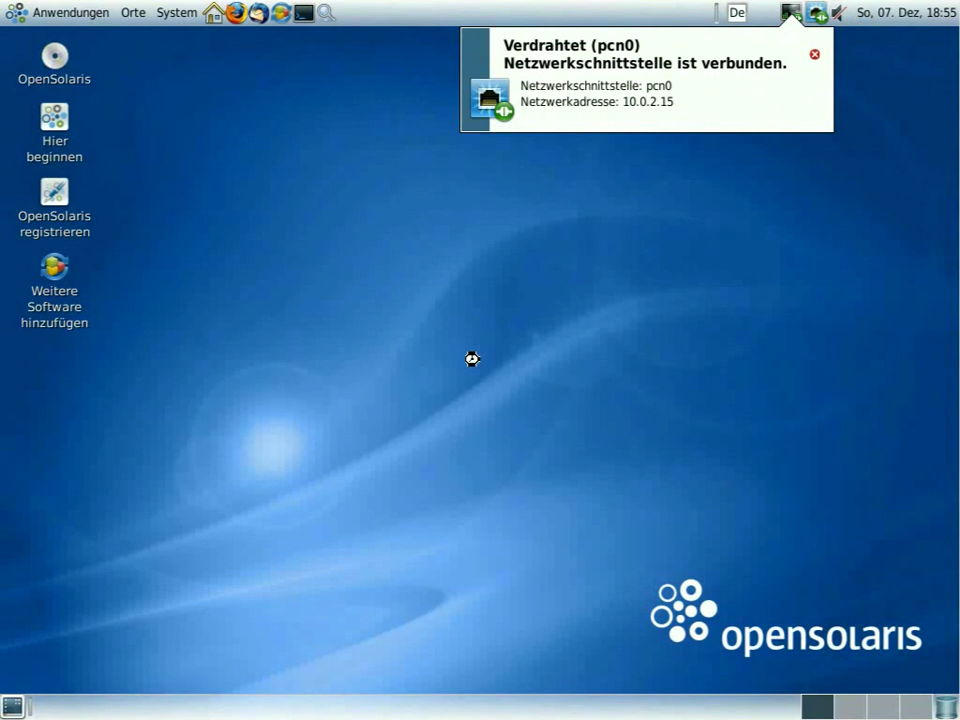 Anwendungen Orte System De So, 07. Dez, 18:55
Verdrahtet (pcn0)
Netzwerkschnittstelle ist verbunden.
Netzwerkschnittstelle: pcn0
Netzwerkadresse: 10.0.2.15
OpenSolaris
Hier
beginnen
OpenSolaris
registrieren
Weitere
Software
hinzufügen
opensolaris